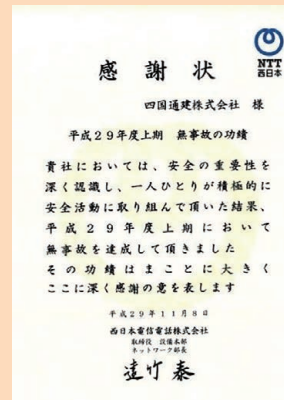 NTT
西日本
感謝状
四国通建株式会社 様
平成29年度上期 無事故の功績
貴社においては、安全の重要性を
深く認識し、一人ひとりが積極的に
安全活動に取り組んで頂いた結果、
平成29年度上期において
無事故を達成して頂きました
その功績はまことに大きく
ここに深く感謝の意を表します
平成29年11月8日
西日本電信電話株式会社
取締役 設備本部
ネットワーク部長
遠竹泰